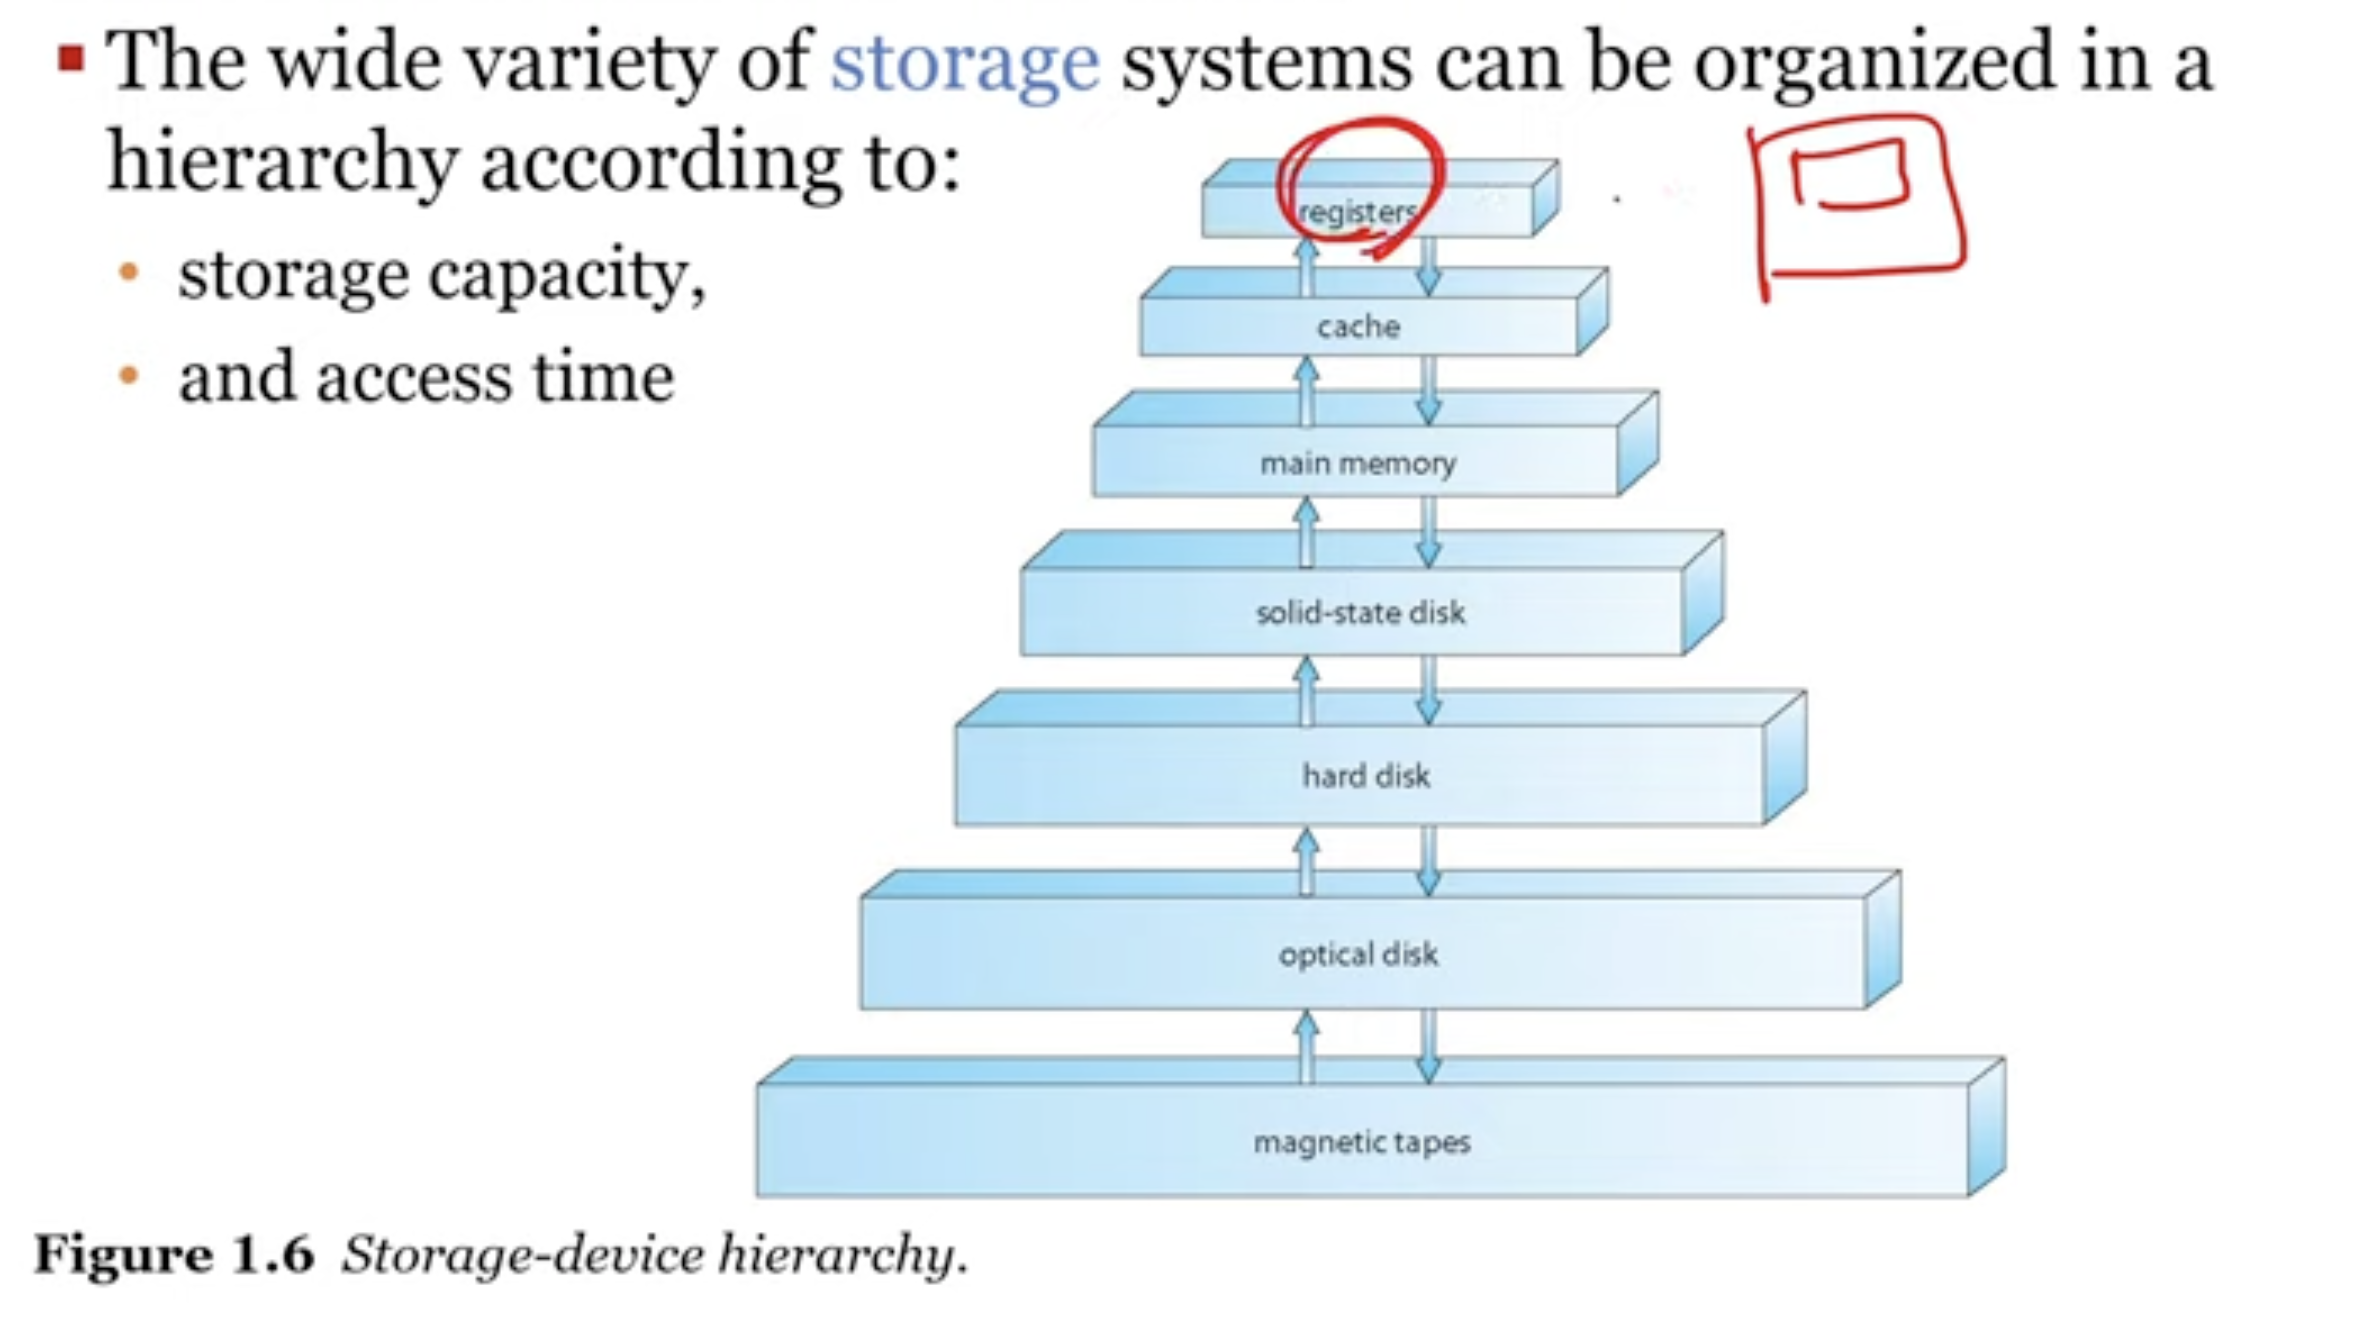 The wide variety of storage systems can be organized in a
hierarchy according to:
storage capacity,
and access time
registers
cache
main memory
solid-state disk
hard disk
optical disk
magnetic tapes
Figure 1.6 Storage-device hierarchy.